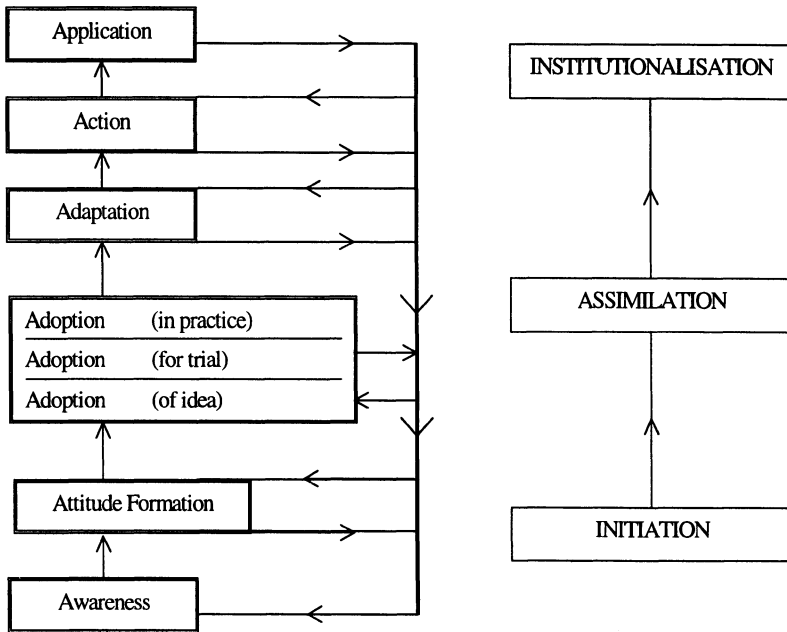 Application
Action
Adaptation
Adoption (in practice)
Adoption (for trial)
Adoption (of idea)
Attitude Formation
Awareness
INSTITUTIONALISATION
ASSIMILATION
INITIATION